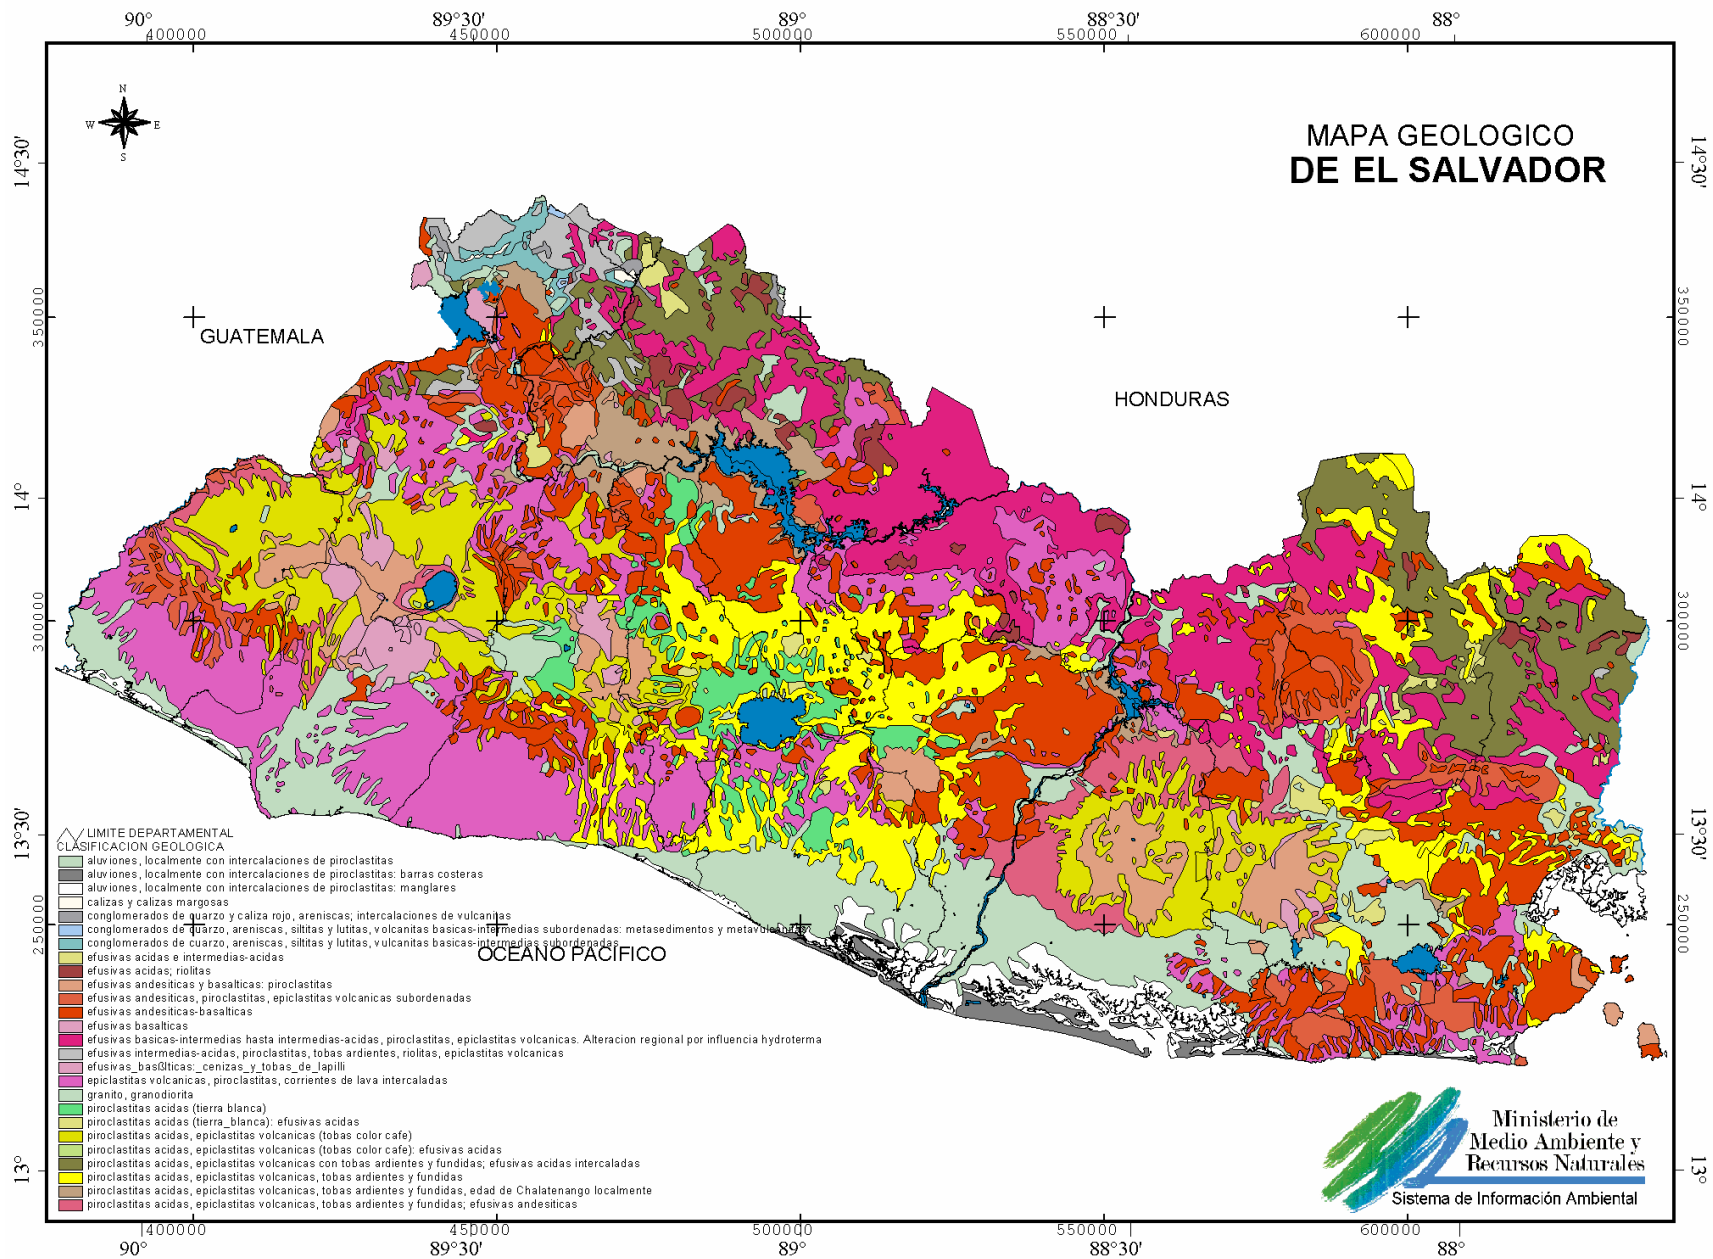 90° 89°30' 89° 88°30' 88°
400000 450000 500000 550000 600000
N
W E
S
MAPA GEOLOGICO
DE EL SALVADOR
14°30' 14°30'
350000 350000
GUATEMALA
HONDURAS
14° 14°
300000 300000
13°30' 13°30'
LIMITE DEPARTAMENTAL
CLASIFICACION GEOLOGICA
aluviones, localmente con intercalaciones de piroclastitas
aluviones, localmente con intercalaciones de piroclastitas: barras costeras
aluviones, localmente con intercalaciones de piroclastitas: manglares
calizas y calizas margosas
conglomerados de quarzo y caliza rojo, areniscas; intercalaciones de vulcanitas
250000 250000
conglomerados de cuarzo, areniscas, siltitas y lutitas, vulcanitas basicas-intermedias subordenadas: metasedimentos y metavulcanitas
conglomerados de cuarzo, areniscas, siltitas y lutitas, vulcanitas basicas-intermedias subordenadas
OCEANO PACIFICO
efusivas acidas e intermedias-acidas
efusivas acidas; riolitas
efusivas andesiticas y basalticas: piroclastitas
efusivas andesiticas, piroclastitas, epiclastitas volcanicas subordenadas
efusivas andesiticas-basalticas
efusivas basalticas
efusivas basicas-intermedias hasta intermedias-acidas, piroclastitas, epiclastitas volcanicas. Alteracion regional por influencia hydroterma
efusivas intermedias-acidas, piroclastitas, tobas ardientes, riolitas, epiclastitas volcanicas
efusivas_basßlticas:_cenizas_y_tobas_de_lapilli
epiclastitas volcanicas, piroclastitas, corrientes de lava intercaladas
granito, granodiorita
piroclastitas acidas (tierra blanca)
piroclastitas acidas (tierra_blanca): efusivas acidas
piroclastitas acidas, epiclastitas volcanicas (tobas color cafe)
piroclastitas acidas, epiclastitas volcanicas (tobas color cafe): efusivas acidas
piroclastitas acidas, epiclastitas volcanicas con tobas ardientes y fundidas; efusivas acidas intercaladas
piroclastitas acidas, epiclastitas volcanicas, tobas ardientes y fundidas
piroclastitas acidas, epiclastitas volcanicas, tobas ardientes y fundidas, edad de Chalatenango localmente
piroclastitas acidas, epiclastitas volcanicas, tobas ardientes y fundidas; efusivas andesiticas
13° 13°
Ministerio de
Medio Ambiente y
Recursos Naturales
Sistema de Información Ambiental
400000 450000 500000 550000 600000
90° 89°30' 89° 88°30' 88°